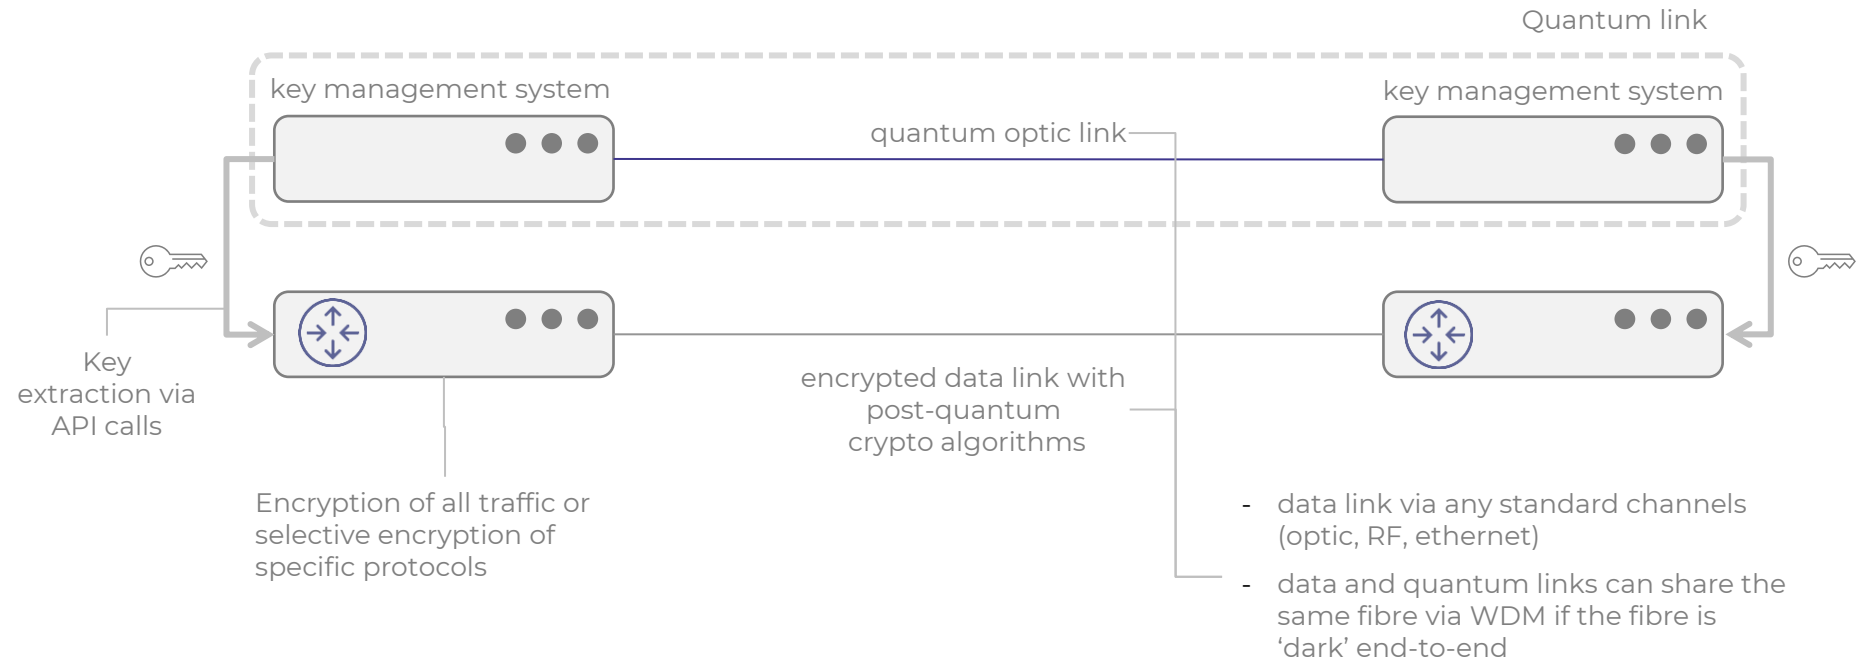 Quantum link
key management system
key management system
quantum optic link
Key
extraction via
API calls
encrypted data link with
post-quantum
crypto algorithms
Encryption of all traffic or
selective encryption of
specific protocols
- data link via any standard channels
(optic, RF, ethernet)
- data and quantum links can share the
same fibre via WDM if the fibre is
‘dark’ end-to-end